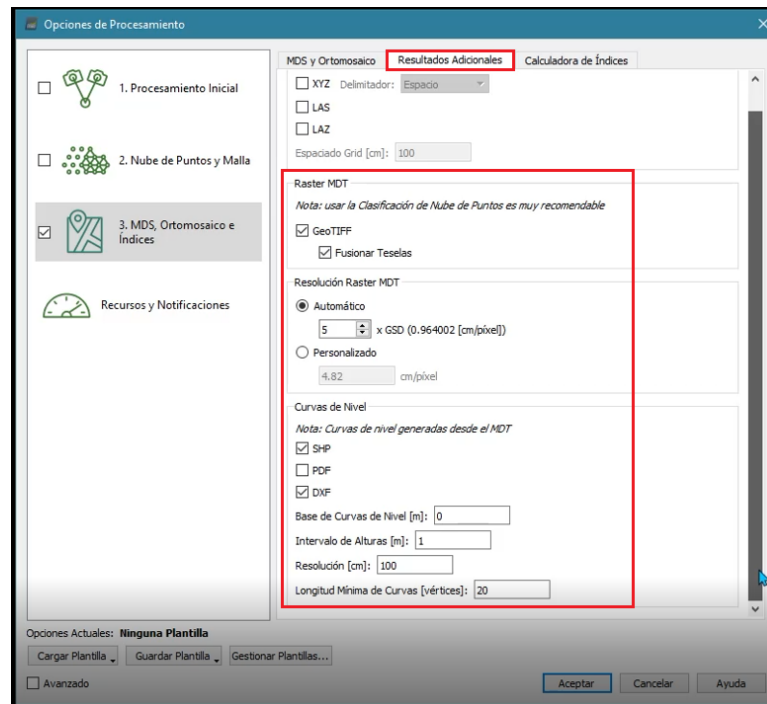 Opciones de Procesamiento
1. Procesamiento Inicial
2. Nube de Puntos y Malla
3. MDS, Ortomosaico e
Índices
Recursos y Notificaciones
MDS y Ortomosaico
Resultados Adicionales
Calculadora de Índices
XYZ Delimitador: Espacio
LAS
LAZ
Espaciado Grid [cm]: 100
Raster MDT
Nota: usar la Clasificación de Nube de Puntos es muy recomendable
GeoTIFF
Fusionar Teselas
Resolución Raster MDT
Automático
5 x GSD (0.964002 [cm/píxel])
Personalizado
4.82 cm/píxel
Curvas de Nivel
Nota: Curvas de nivel generadas desde el MDT
SHP
PDF
DXF
Base de Curvas de Nivel [m]: 0
Intervalo de Alturas [m]: 1
Resolución [cm]: 100
Longitud Mínima de Curvas [vértices]: 20
Opciones Actuales: Ninguna Plantilla
Cargar Plantilla
Guardar Plantilla
Gestionar Plantillas...
Avanzado
Aceptar
Cancelar
Ayuda